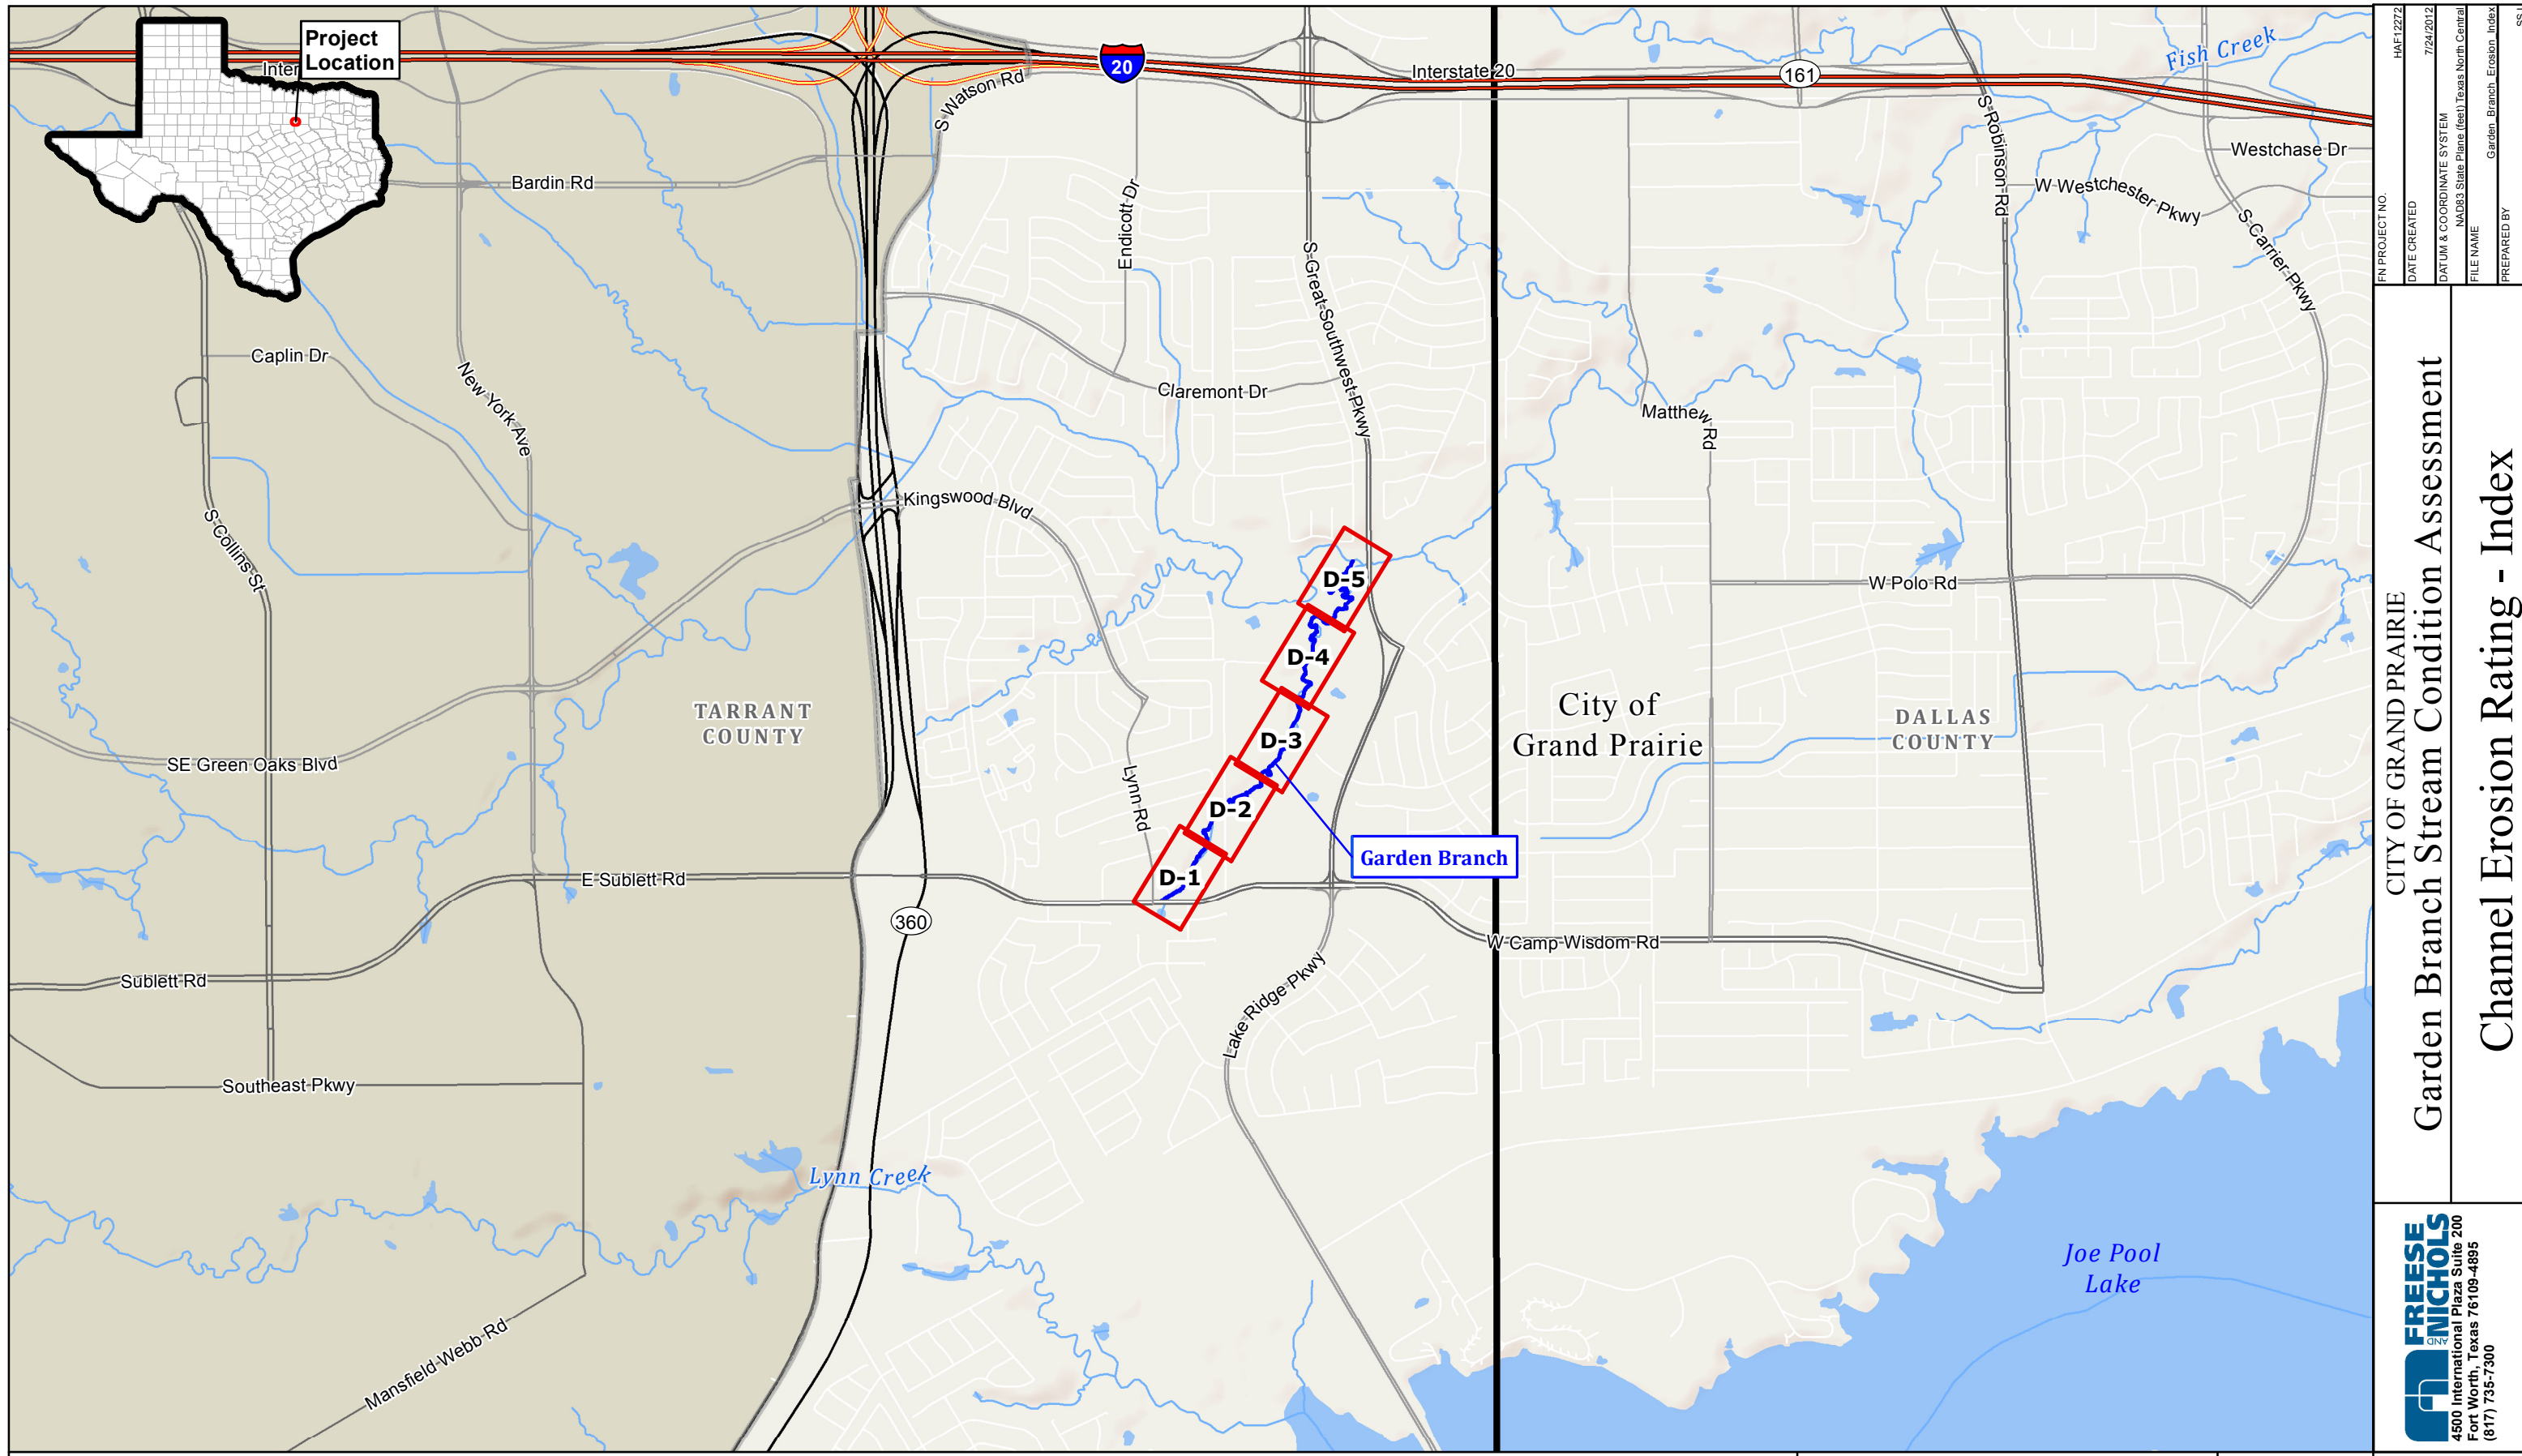 Project
Location
Inter
20
Interstate 20
161
Fish Creek
S Watson Rd
S Robinson Rd
Westchase Dr
W Westchester Pkwy
S Carrier Pkwy
Bardin Rd
Endicott Dr
S Great Southwest Pkwy
Caplin Dr
New York Ave
Claremont Dr
Matthew Rd
Kingswood Blvd
S Collins St
D-5
W Polo Rd
D-4
TARRANT
COUNTY
City of
Grand Prairie
DALLAS
COUNTY
D-3
SE Green Oaks Blvd
Lynn Rd
D-2
Garden Branch
D-1
E Sublett Rd
360
W Camp Wisdom Rd
Sublett Rd
Lake Ridge Pkwy
Southeast Pkwy
Lynn Creek
Joe Pool
Lake
Mansfield Webb Rd
FN PROJECT NO.
HAF12272
DATE CREATED
7/24/2012
DATUM & COORDINATE SYSTEM
NAD83 State Plane (feet) Texas North Central
FILE NAME
Garden_Branch_Erosion_Index
PREPARED BY
CITY OF GRAND PRAIRIE
Garden Branch Stream Condition Assessment
Channel Erosion Rating - Index
FREESE
AND NICHOLS
4500 International Plaza Suite 200
Fort Worth, Texas 76109-4895
(817) 735-7300